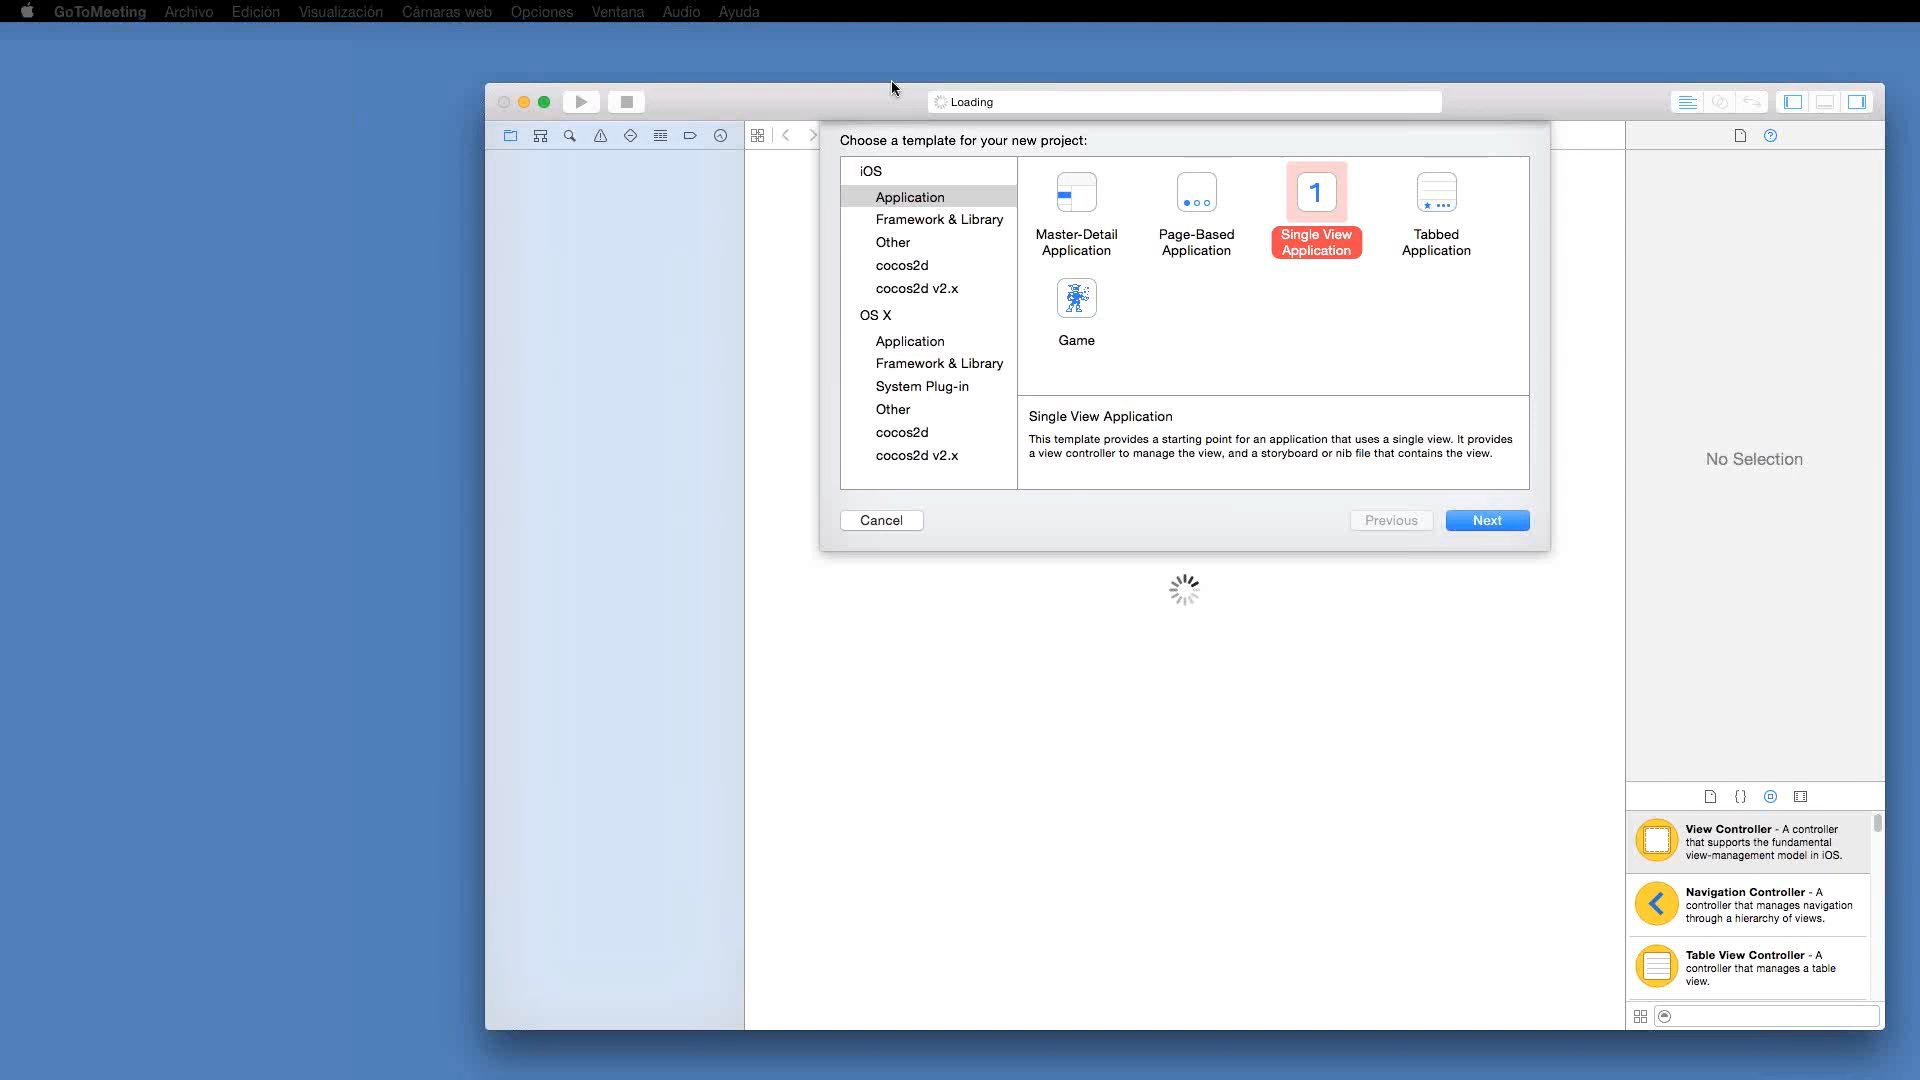 GoToMeeting Archivo Edición Visualización Cámaras web Opciones Ventana Audio Ayuda
Loading
Choose a template for your new project:
iOS
Application
Framework & Library
Other
cocos2d
cocos2d v2.x
OS X
Application
Framework & Library
System Plug-in
Other
cocos2d
cocos2d v2.x
Master-Detail
Application
Page-Based
Application
1
Single View
Application
Tabbed
Application
Game
Single View Application
This template provides a starting point for an application that uses a single view. It provides
a view controller to manage the view, and a storyboard or nib file that contains the view.
Cancel
Previous
Next
No Selection
{}
View Controller - A controller
that supports the fundamental
view-management model in iOS.
Navigation Controller - A
controller that manages navigation
through a hierarchy of views.
Table View Controller - A
controller that manages a table
view.